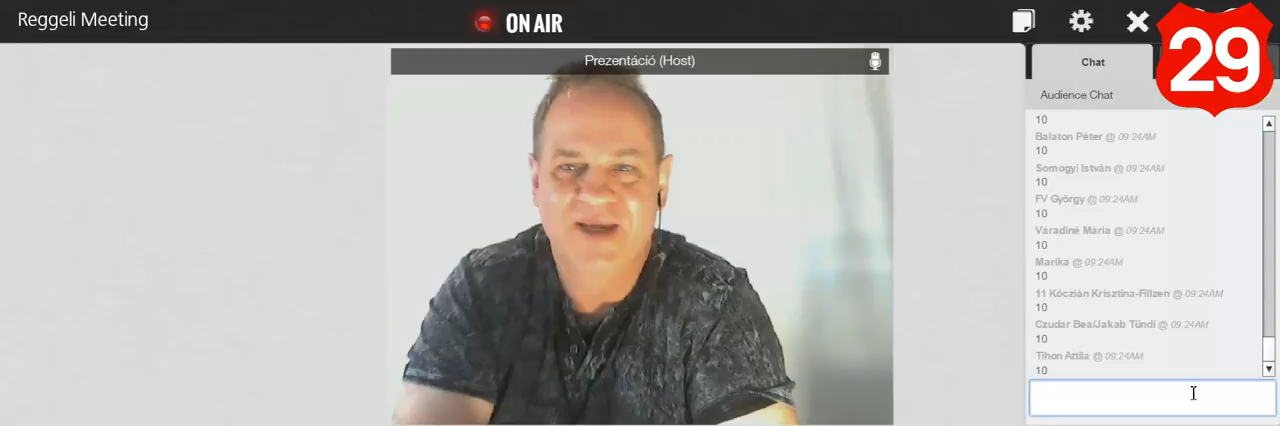 Reggeli Meeting
ON AIR
29
Prezentáció (Host)
Chat
Audience Chat
10
Balaton Péter @ 09:24AM
10
Somogyi István @ 09:24AM
10
FV György @ 09:24AM
10
Váradiné Mária @ 09:24AM
10
Marika @ 09:24AM
10
11 Kóczián Krisztina-Fillzen @ 09:24AM
10
Czudar Bea/Jakab Tündi @ 09:24AM
10
Tihon Attila @ 09:24AM
10